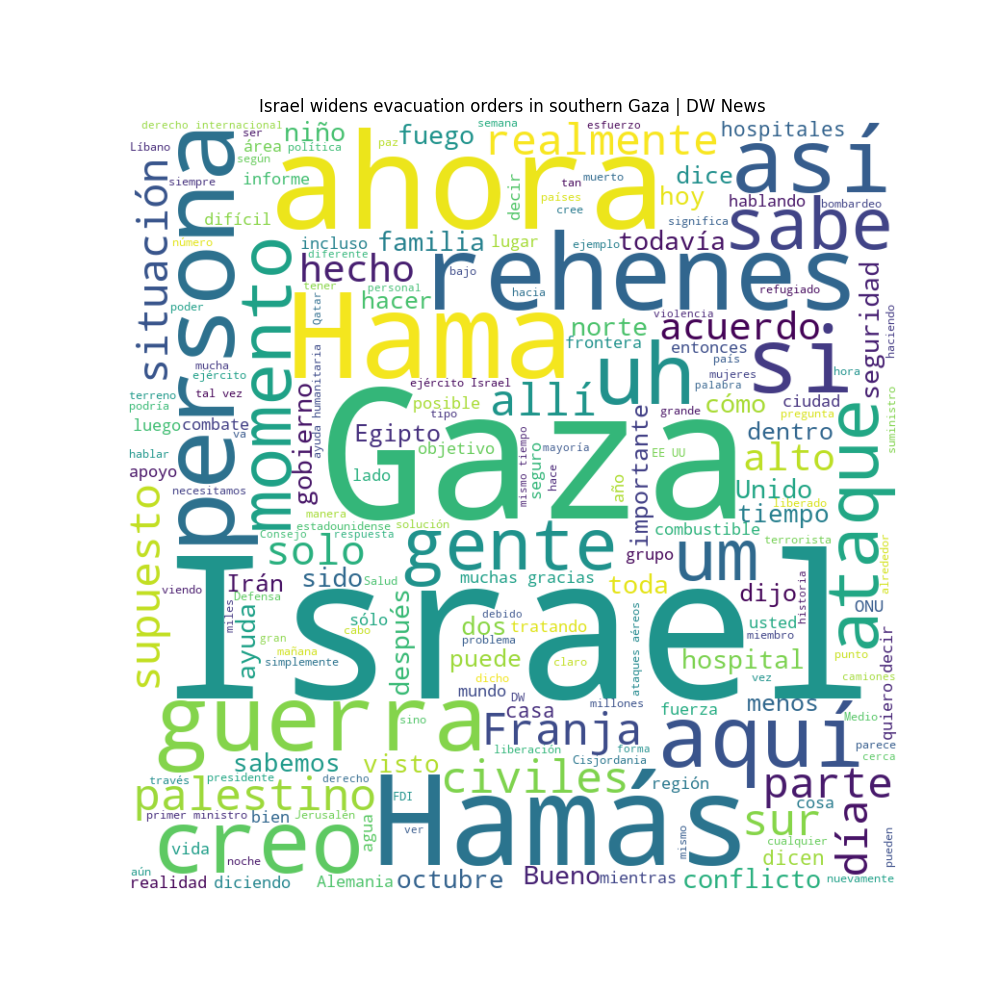 Israel widens evacuation orders in southern Gaza | DW News
derecho internacional
ser
niño
fuego
semana
esfuerzo
hospitales
Líbano
área
política
paz
realmente
así
según
siempre
informe
persona
ahora
decir
tan
muerto
dice
países
cree
hoy
hablando
bombardeo
situación
difícil
significa
sabe
número
momento
incluso
familia
lugar
ejemplo
todavía
diferente
hecho
rehenes
bajo
tener
personal
hacia
refugiado
seguridad
haciendo
poder
Qatar
hacer
Hama
norte
violencia
acuerdo
frontera
entonces
si
país
mucha
ejército
uh
mujeres
hora
tal vez
ejército Israel
allí
palabra
terreno
podría
gobierno
ayuda humanitaria
Gaza
posible
tipo
grande
cómo
ciudad
pregunta
suministro
luego
combate
Egipto
importante
dentro
ataque
va
objetivo
mismo tiempo
mayoría
hablar
lado
seguro
hace
EE UU
alto
apoyo
año
necesitamos
Unido
supuesto
manera
liberado
tiempo
estadounidense
solución
combustible
Consejo
respuesta
gente
um
terrorista
solo
grupo
alrededor
Irán
sido
Salud
muchas gracias
toda
dijo
viendo
Defensa
historia
miles
Israel
ONU
ayuda
gran
sólo
debido
usted
cabo
después
dos
tratando
miembro
problema
mañana
puede
claro
hospital
punto
simplemente
ataques aéreos
vez
camiones
dicho
quiero decir
mundo
DW
millones
menos
guerra
sino
casa
fuerza
Medio
Franja
aquí
parece
liberación
forma
cerca
sabemos
visto
Cisjordania
través
presidente
derecho
civiles
región
parte
palestino
FDI
Hamás
cosa
primer ministro
bien
Jerusalén
agua
sur
día
ver
creo
mismo
cualquier
pueden
vida
noche
dicen
aún
realidad
diciendo
Alemania
octubre
Bueno
mientras
conflicto
nuevamente